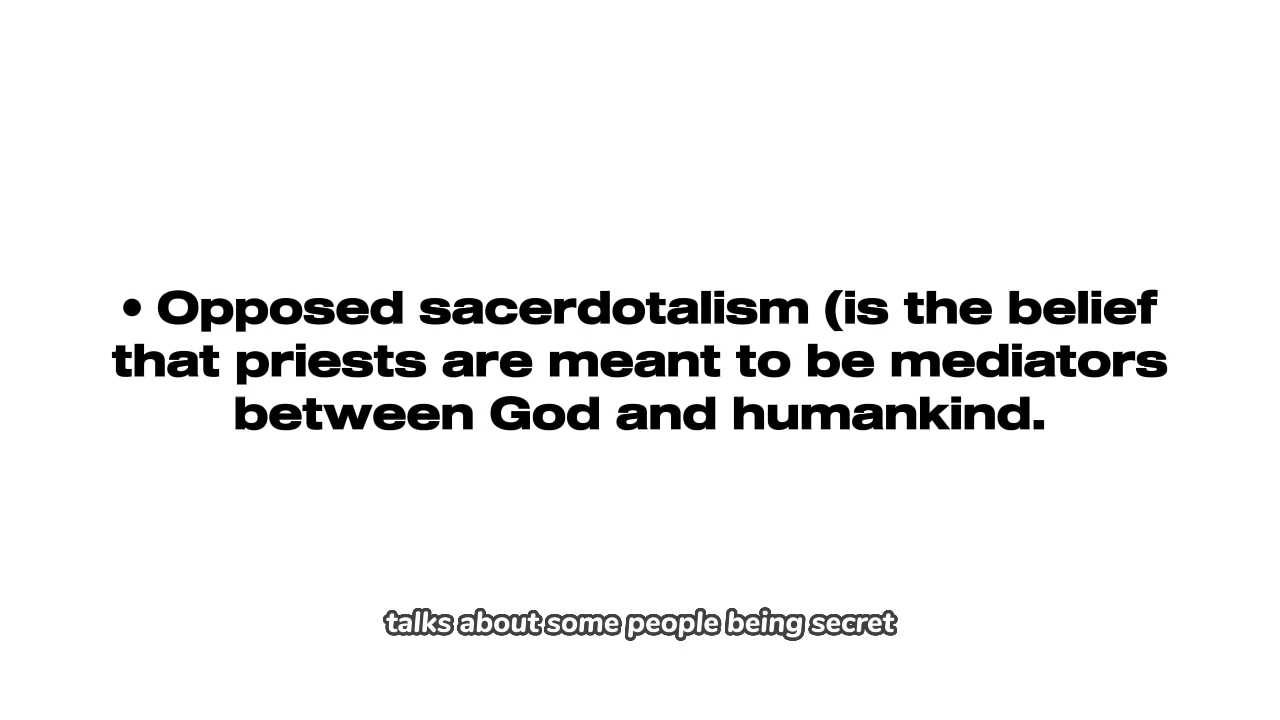 • Opposed sacerdotalism (is the belief
that priests are meant to be mediators
between God and humankind.
talks about some people being secret